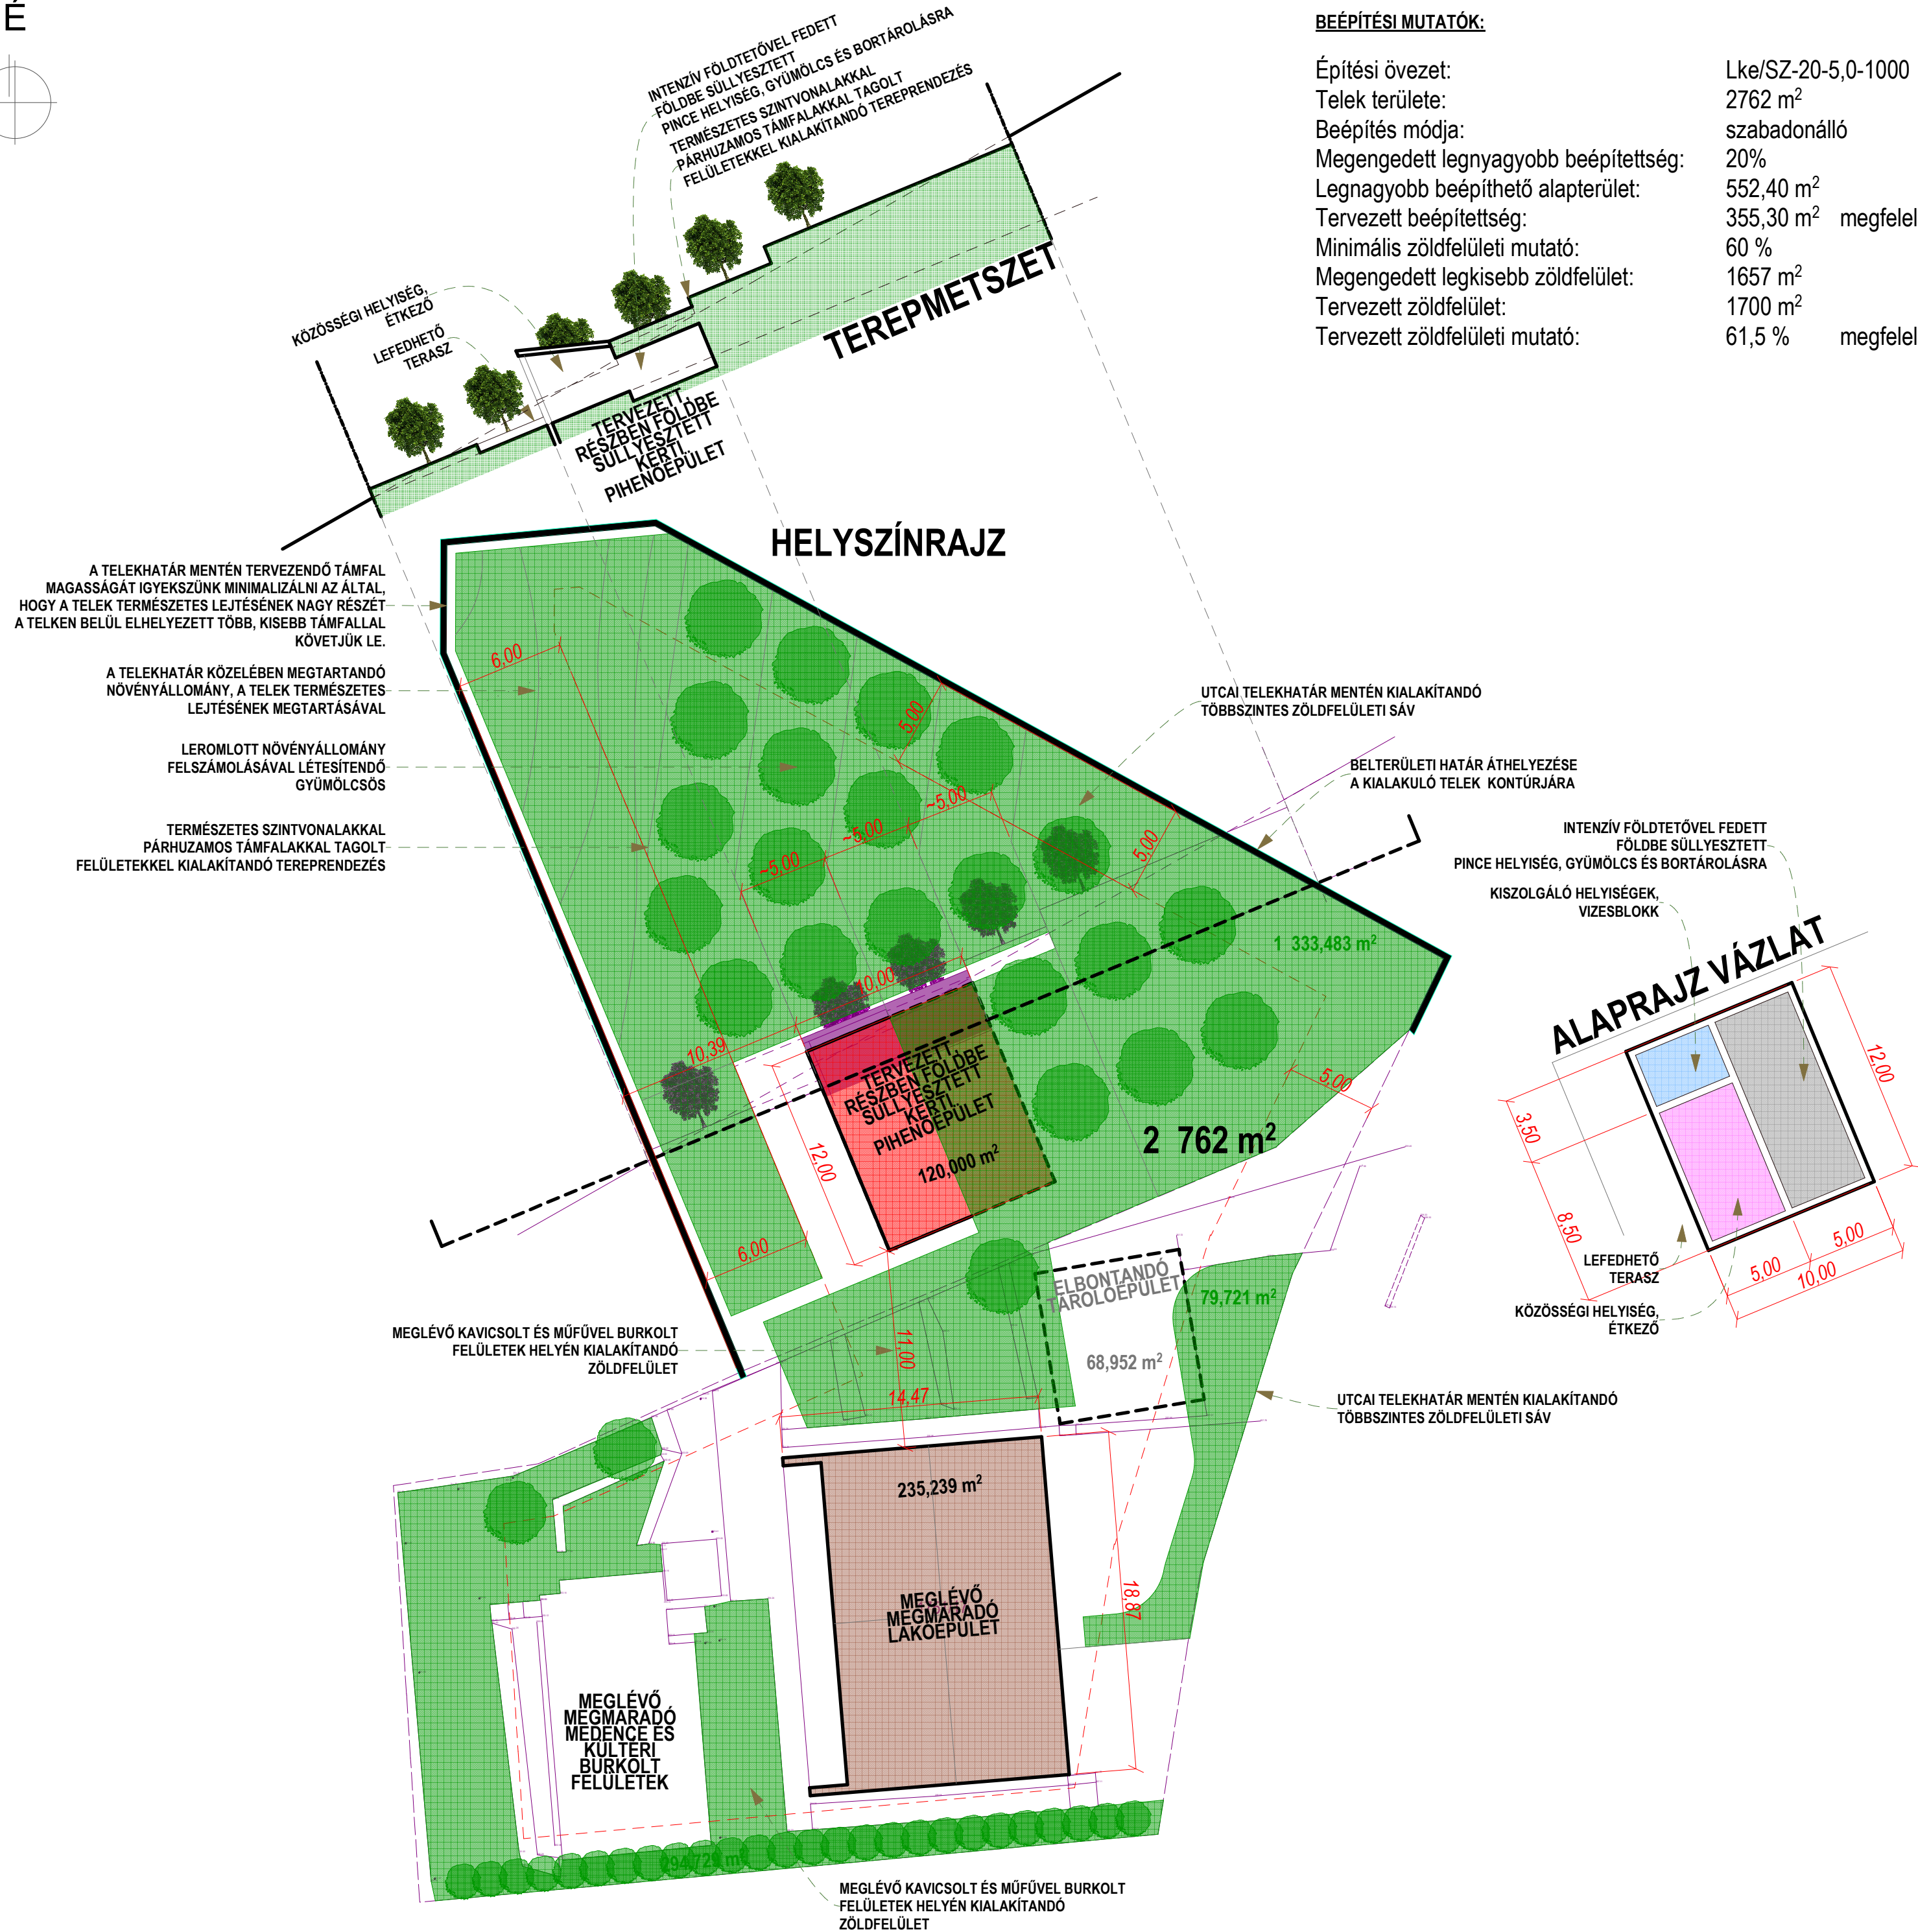 É
BEÉPÍTÉSI MUTATÓK:
Építési övezet: Lke/SZ-20-5,0-1000
Telek területe: 2762 m²
Beépítés módja: szabadonálló
Megengedett legnyagyobb beépítettség: 20%
Legnagyobb beépíthető alapterület: 552,40 m²
Tervezett beépítettség: 355,30 m² megfelel
Minimális zöldfelületi mutató: 60 %
Megengedett legkisebb zöldfelület: 1657 m²
Tervezett zöldfelület: 1700 m²
Tervezett zöldfelületi mutató: 61,5 % megfelel
INTENZÍV FÖLDTETŐVEL FEDETT
FÖLDBE SÜLLYESZTETT
PINCE HELYISÉG, GYÜMÖLCS ÉS BORTÁROLÁSRA
TERMÉSZETES SZINTVONALAKKAL
PÁRHUZAMOS TÁMFALAKKAL TAGOLT
FELÜLETEKKEL KIALAKÍTANDÓ TEREPRENDEZÉS
KÖZÖSSÉGI HELYISÉG,
ÉTKEZŐ
LEFEDHETŐ
TERASZ
TEREPMETSZET
TERVEZETT,
RÉSZBEN FÖLDBE
SÜLLYESZTETT
KERTI
PIHENŐÉPÜLET
HELYSZÍNRAJZ
A TELEKHATÁR MENTÉN TERVEZENDŐ TÁMFAL
MAGASSÁGÁT IGYEKSZÜNK MINIMALIZÁLNI AZ ÁLTAL,
HOGY A TELEK TERMÉSZETES LEJTÉSÉNEK NAGY RÉSZÉT
A TELKEN BELÜL ELHELYEZETT TÖBB, KISEBB TÁMFALLAL
KÖVETJÜK LE.
A TELEKHATÁR KÖZELÉBEN MEGTARTANDÓ
NÖVÉNYÁLLOMÁNY, A TELEK TERMÉSZETES
LEJTÉSÉNEK MEGTARTÁSÁVAL
LEROMLOTT NÖVÉNYÁLLOMÁNY
FELSZÁMOLÁSÁVAL LÉTESÍTENDŐ
GYÜMÖLCSÖS
TERMÉSZETES SZINTVONALAKKAL
PÁRHUZAMOS TÁMFALAKKAL TAGOLT
FELÜLETEKKEL KIALAKÍTANDÓ TEREPRENDEZÉS
6,00
5,00
~5,00
~5,00
~5,00
5,00
UTCAI TELEKHATÁR MENTÉN KIALAKÍTANDÓ
TÖBBSZINTES ZÖLDFELÜLETI SÁV
BELTERÜLETI HATÁR ÁTHELYEZÉSE
A KIALAKULÓ TELEK KONTÚRJÁRA
1 333,483 m²
10,00
10,39
12,00
6,00
5,00
TERVEZETT,
RÉSZBEN FÖLDBE
SÜLLYESZTETT
KERTI
PIHENŐÉPÜLET
120,000 m²
2 762 m²
INTENZÍV FÖLDTETŐVEL FEDETT
FÖLDBE SÜLLYESZTETT
PINCE HELYISÉG, GYÜMÖLCS ÉS BORTÁROLÁSRA
KISZOLGÁLÓ HELYISÉGEK,
VIZESBLOKK
ALAPRAJZ VÁZLAT
12,00
3,50
8,50
5,00
5,00
10,00
LEFEDHETŐ
TERASZ
KÖZÖSSÉGI HELYISÉG,
ÉTKEZŐ
ELBONTANDÓ
TÁROLÓÉPÜLET
79,721 m²
68,952 m²
MEGLÉVŐ KAVICSOLT ÉS MŰFŰVEL BURKOLT
FELÜLETEK HELYÉN KIALAKÍTANDÓ
ZÖLDFELÜLET
11,00
14,47
UTCAI TELEKHATÁR MENTÉN KIALAKÍTANDÓ
TÖBBSZINTES ZÖLDFELÜLETI SÁV
235,239 m²
18,87
MEGLÉVŐ
MEGMARADÓ
LAKÓÉPÜLET
MEGLÉVŐ
MEGMARADÓ
MEDENCE ÉS
KÜLTÉRI
BURKOLT
FELÜLETEK
294,729 m²
MEGLÉVŐ KAVICSOLT ÉS MŰFŰVEL BURKOLT
FELÜLETEK HELYÉN KIALAKÍTANDÓ
ZÖLDFELÜLET